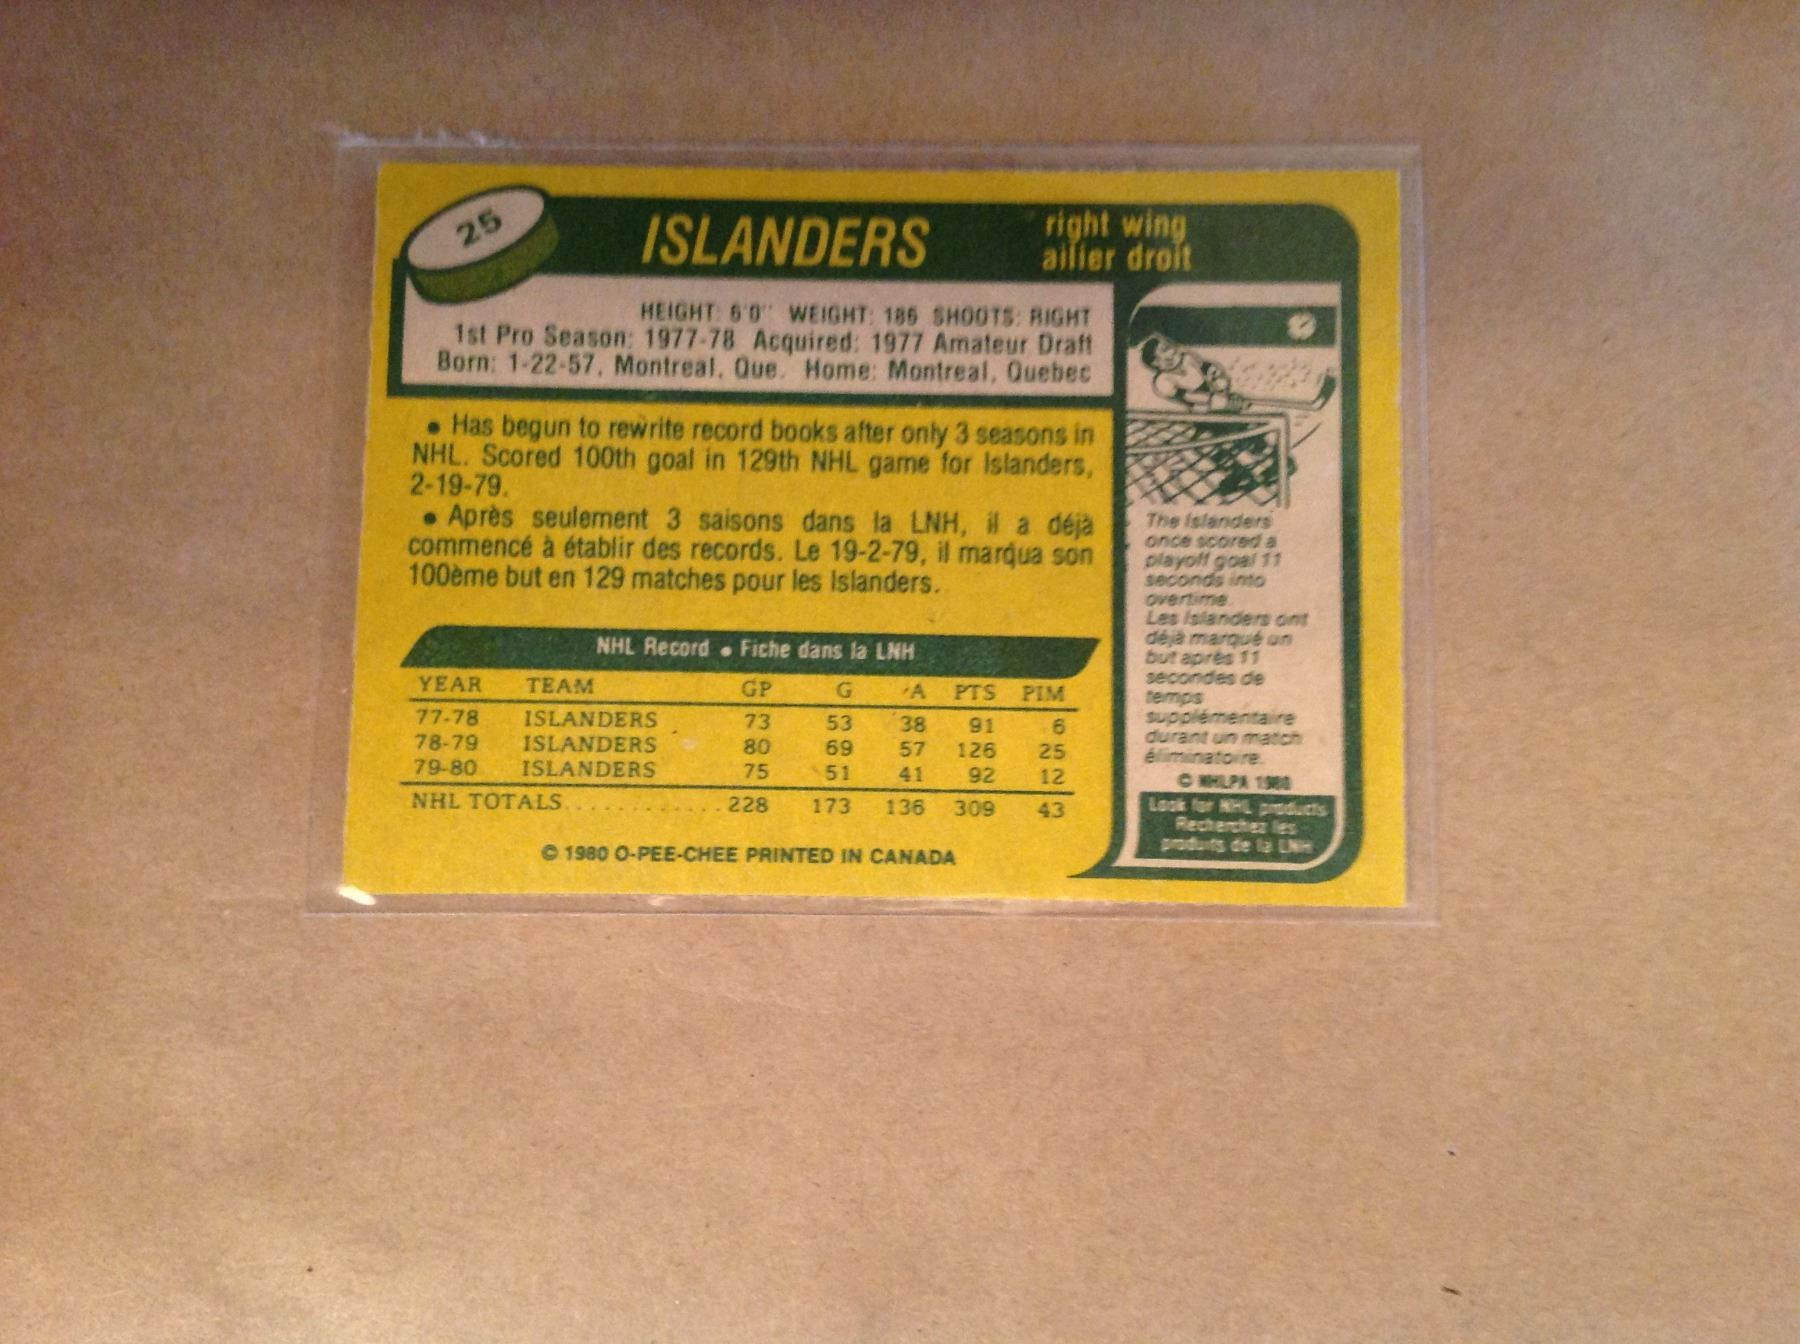 25
ISLANDERS
right wing
ailier droit
HEIGHT: 6'0" WEIGHT: 186 SHOOTS: RIGHT
1st Pro Season: 1977-78 Acquired: 1977 Amateur Draft
Born: 1-22-57, Montreal, Que. Home: Montreal, Quebec
• Has begun to rewrite record books after only 3 seasons in
NHL. Scored 100th goal in 129th NHL game for Islanders,
2-19-79.
• Après seulement 3 saisons dans la LNH, il a déjà
commencé à établir des records. Le 19-2-79, il marqua son
100ème but en 129 matches pour les Islanders.
NHL Record • Fiche dans la LNH
YEAR TEAM GP G A PTS PIM
77-78 ISLANDERS 73 53 38 91 6
78-79 ISLANDERS 80 69 57 126 25
79-80 ISLANDERS 75 51 41 92 12
NHL TOTALS............228 173 136 309 43
© 1980 O-PEE-CHEE PRINTED IN CANADA
The Islanders
once scored a
playoff goal 11
seconds into
overtime.
Les Islanders ont
déjà marqué un
but après 11
secondes de
temps
supplémentaire
durant un match
éliminatoire.
© NHLPA 1980
Look for NHL products
Recherchez les
produits de la LNH